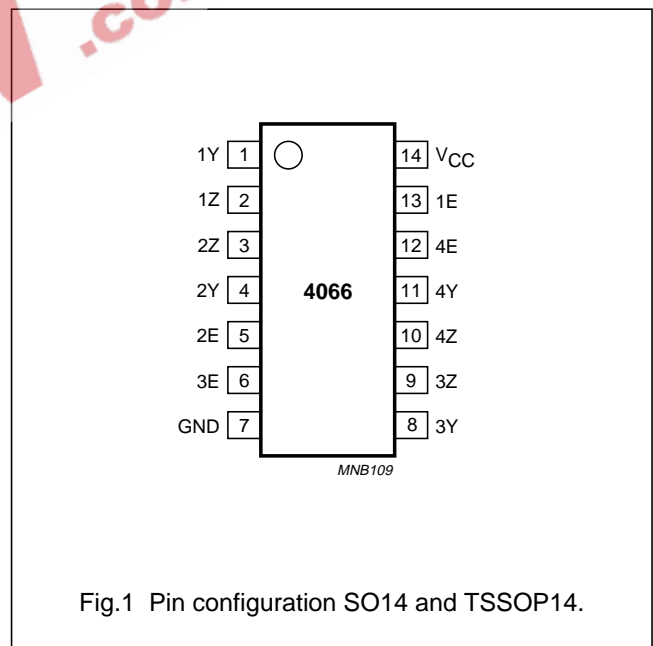 .co
1Y 1 14 VCC
1Z 2 13 1E
2Z 3 12 4E
2Y 4 4066 11 4Y
2E 5 10 4Z
3E 6 9 3Z
GND 7 8 3Y
MNB109
Fig.1 Pin configuration SO14 and TSSOP14.